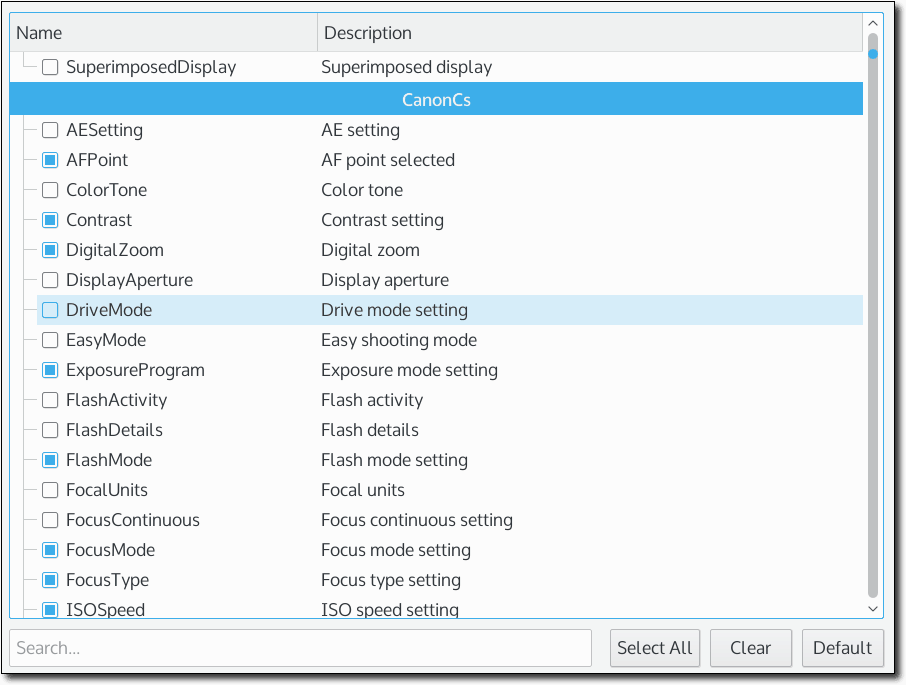 Name Description
SuperimposedDisplay Superimposed display
CanonCs
AESetting AE setting
AFPoint AF point selected
ColorTone Color tone
Contrast Contrast setting
DigitalZoom Digital zoom
DisplayAperture Display aperture
DriveMode Drive mode setting
EasyMode Easy shooting mode
ExposureProgram Exposure mode setting
FlashActivity Flash activity
FlashDetails Flash details
FlashMode Flash mode setting
FocalUnits Focal units
FocusContinuous Focus continuous setting
FocusMode Focus mode setting
FocusType Focus type setting
ISOSpeed ISO speed setting
Search... Select All Clear Default